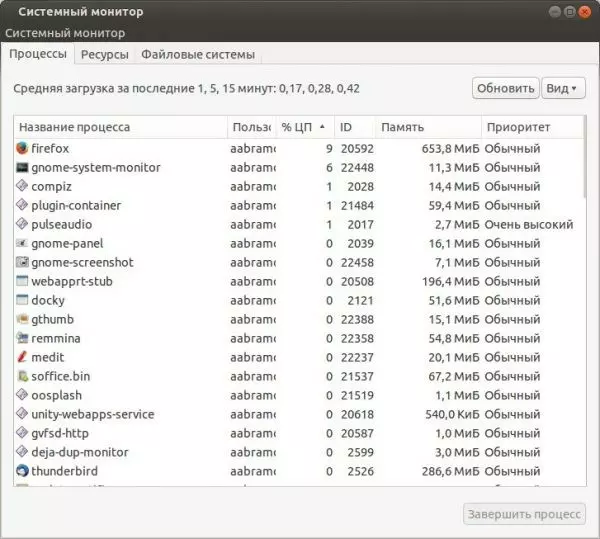 Системный монитор
Системный монитор
Процессы Ресурсы Файловые системы
Средняя загрузка за последние 1, 5, 15 минут: 0,17, 0,28, 0,42 Обновить Вид
Название процесса Пользо % ЦП ID Память Приоритет
firefox aabramo 9 20592 653,8 МиБ Обычный
gnome-system-monitor aabramo 6 22448 11,3 МиБ Обычный
compiz aabramo 1 2028 14,4 МиБ Обычный
plugin-container aabramo 1 21484 59,4 МиБ Обычный
pulseaudio aabramo 1 2017 2,7 МиБ Очень высокий
gnome-panel aabramo 0 2039 16,1 МиБ Обычный
gnome-screenshot aabramo 0 22458 7,1 МиБ Обычный
webapprt-stub aabramo 0 20508 196,4 МиБ Обычный
docky aabramo 0 2121 51,6 МиБ Обычный
gthumb aabramo 0 22388 15,1 МиБ Обычный
remmina aabramo 0 22358 54,8 МиБ Обычный
medit aabramo 0 22237 20,1 МиБ Обычный
soffice.bin aabramo 0 21537 67,2 МиБ Обычный
oosplash aabramo 0 21519 1,1 МиБ Обычный
unity-webapps-service aabramo 0 20618 540,0 КиБ Обычный
gvfsd-http aabramo 0 20587 1,0 МиБ Обычный
deja-dup-monitor aabramo 0 2599 3,0 МиБ Обычный
thunderbird aabramo 0 2526 286,6 МиБ Обычный
Завершить процесс